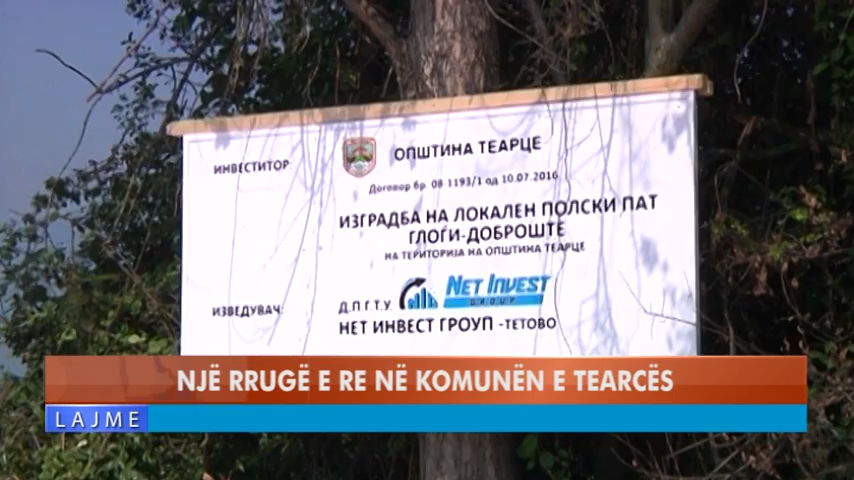 ИНВЕСТИТОР:
ОПШТИНА ТЕАРЦЕ
Договор бр. 08-1193/1 од 10.07.2016
ИЗГРАДБА НА ЛОКАЛЕН ПОЛСКИ ПАТ
ГЛОЃИ-ДОБРОШТЕ
НА ТЕРИТОРИЈА НА ОПШТИНА ТЕАРЦЕ
ИЗВЕДУВАЧ:
Д.П.Г.Т.У.
NET INVEST
GROUP
НЕТ ИНВЕСТ ГРОУП -ТЕТОВО
NJË RRUGË E RE NË KOMUNËN E TEARCËS
LAJME